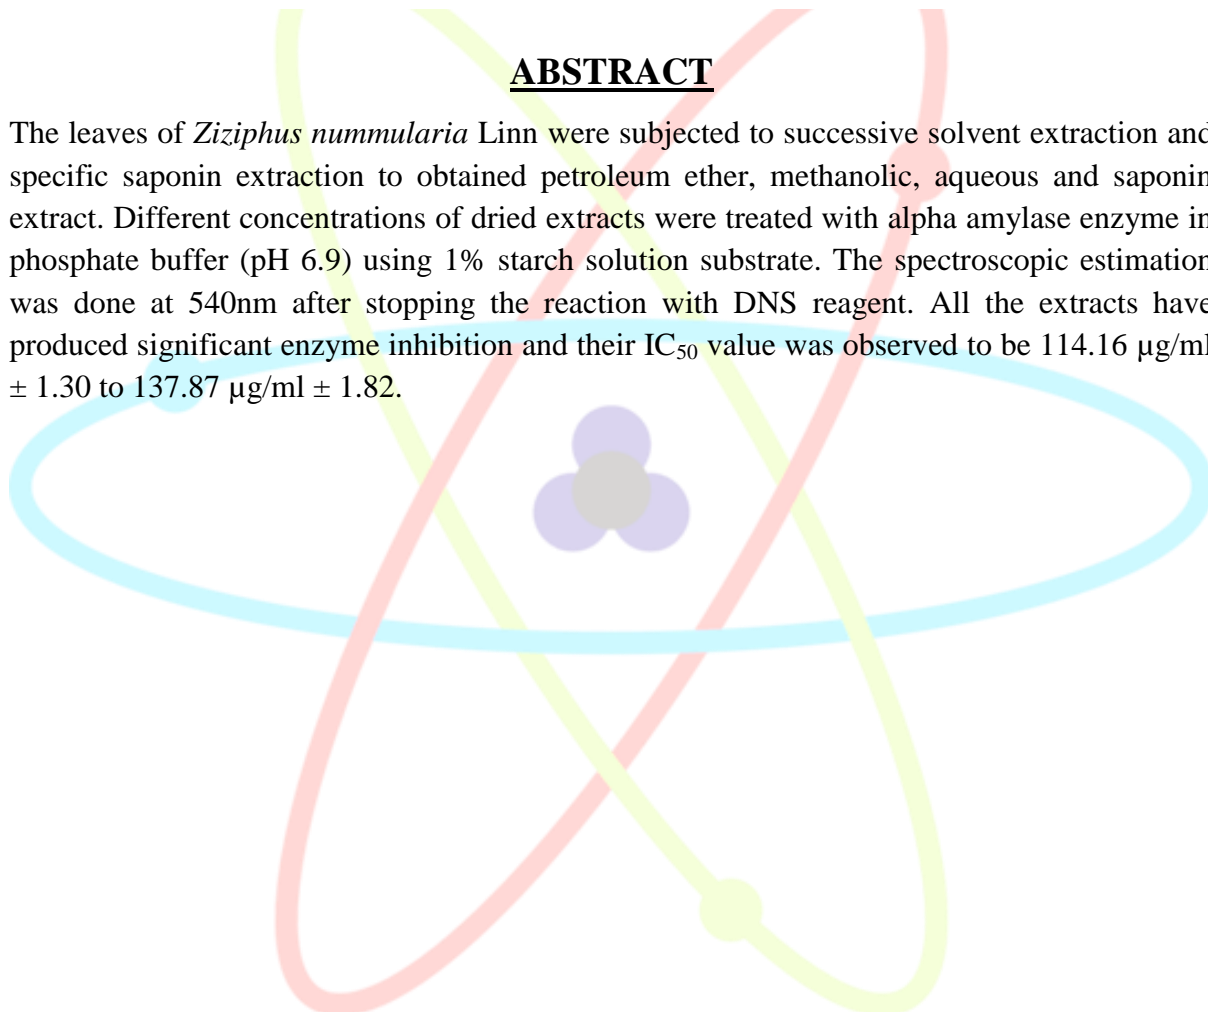 ABSTRACT
The leaves of Ziziphus nummularia Linn were subjected to successive solvent extraction and
specific saponin extraction to obtained petroleum ether, methanolic, aqueous and saponin
extract. Different concentrations of dried extracts were treated with alpha amylase enzyme in
phosphate buffer (pH 6.9) using 1% starch solution substrate. The spectroscopic estimation
was done at 540nm after stopping the reaction with DNS reagent. All the extracts have
produced significant enzyme inhibition and their IC50 value was observed to be 114.16 µg/ml
± 1.30 to 137.87 µg/ml ± 1.82.